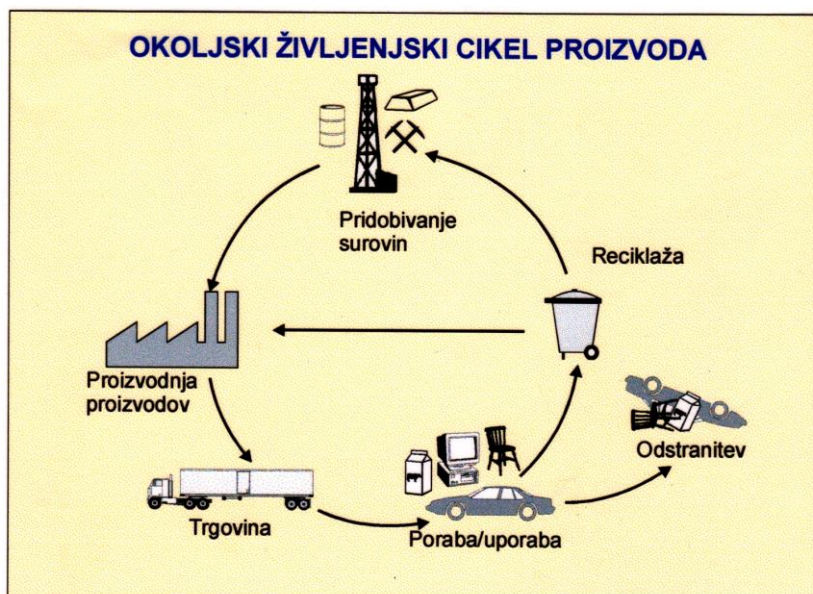 OKOLJSKI ŽIVLJENJSKI CIKEL PROIZVODA
Pridobivanje
surovin
Reciklaža
Proizvodnja
proizvodov
Odstranitev
Trgovina
Poraba/uporaba